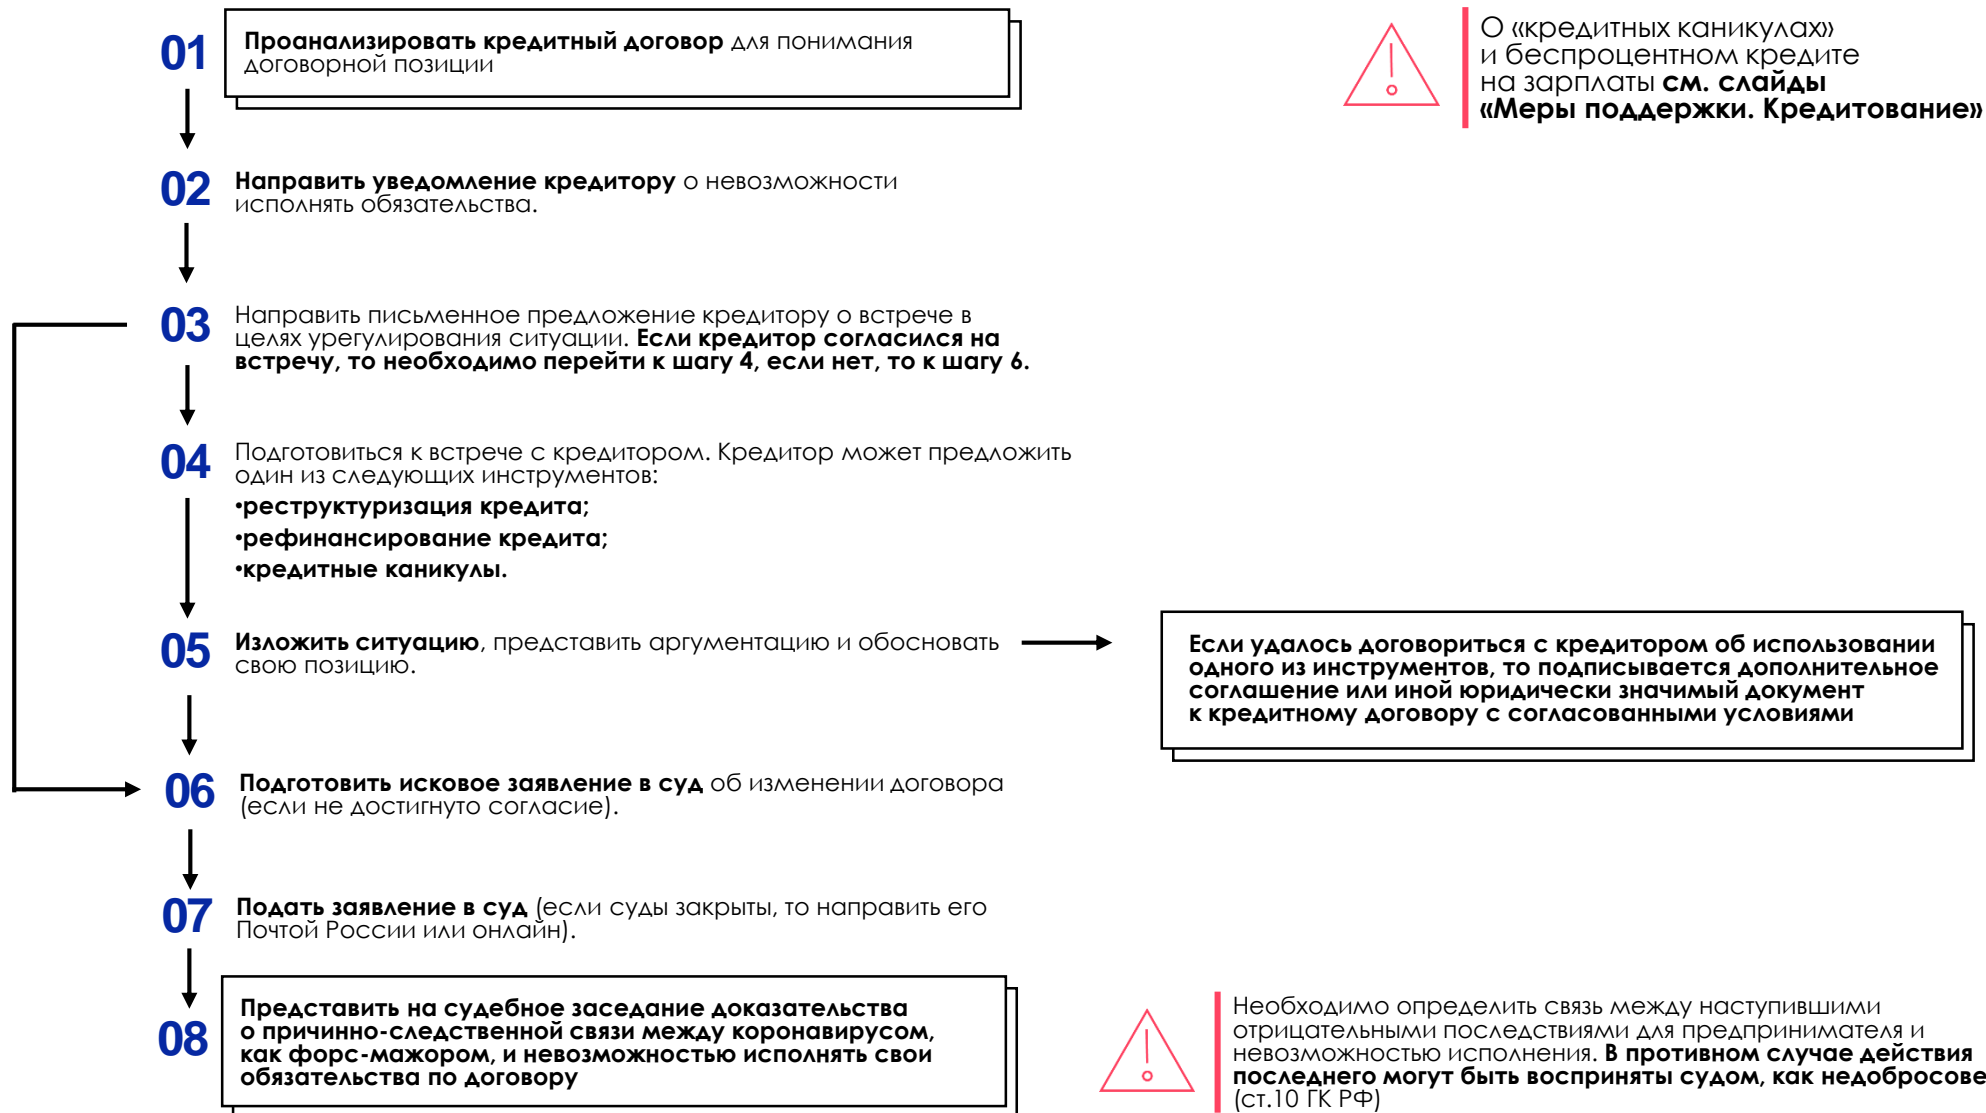 01
Проанализировать кредитный договор для понимания
договорной позиции
О «кредитных каникулах»
и беспроцентном кредите
на зарплаты см. слайды
«Меры поддержки. Кредитование»
02
Направить уведомление кредитору о невозможности
исполнять обязательства.
03
Направить письменное предложение кредитору о встрече в
целях урегулирования ситуации. Если кредитор согласился на
встречу, то необходимо перейти к шагу 4, если нет, то к шагу 6.
04
Подготовиться к встрече с кредитором. Кредитор может предложить
один из следующих инструментов:
•реструктуризация кредита;
•рефинансирование кредита;
•кредитные каникулы.
05
Изложить ситуацию, представить аргументацию и обосновать
свою позицию.
Если удалось договориться с кредитором об использовании
одного из инструментов, то подписывается дополнительное
соглашение или иной юридически значимый документ
к кредитному договору с согласованными условиями
06
Подготовить исковое заявление в суд об изменении договора
(если не достигнуто согласие).
07
Подать заявление в суд (если суды закрыты, то направить его
Почтой России или онлайн).
08
Представить на судебное заседание доказательства
о причинно-следственной связи между коронавирусом,
как форс-мажором, и невозможностью исполнять свои
обязательства по договору
Необходимо определить связь между наступившими
отрицательными последствиями для предпринимателя и
невозможностью исполнения. В противном случае действия
последнего могут быть восприняты судом, как недобросове
(ст.10 ГК РФ)